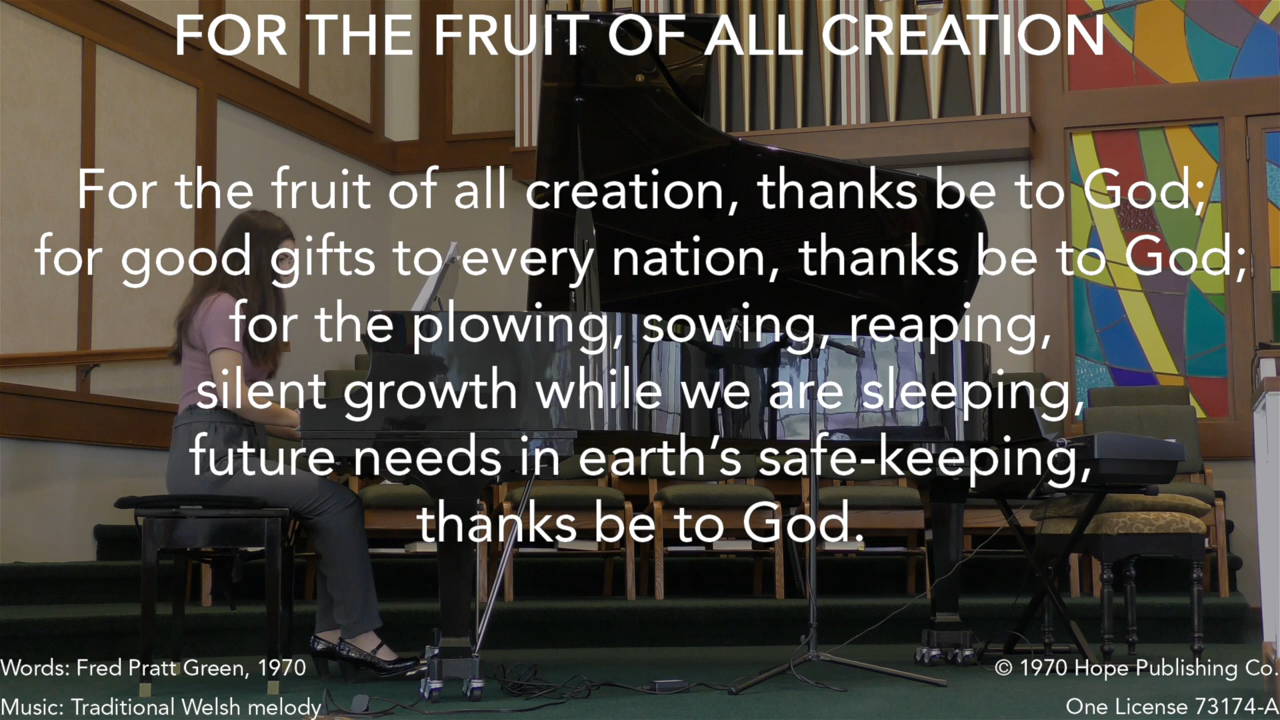 FOR THE FRUIT OF ALL CREATION
For the fruit of all creation, thanks be to God;
for good gifts to every nation, thanks be to God;
for the plowing, sowing, reaping,
silent growth while we are sleeping,
future needs in earth’s safe-keeping,
thanks be to God.
Words: Fred Pratt Green, 1970
Music: Traditional Welsh melody
© 1970 Hope Publishing Co.
One License 73174-A